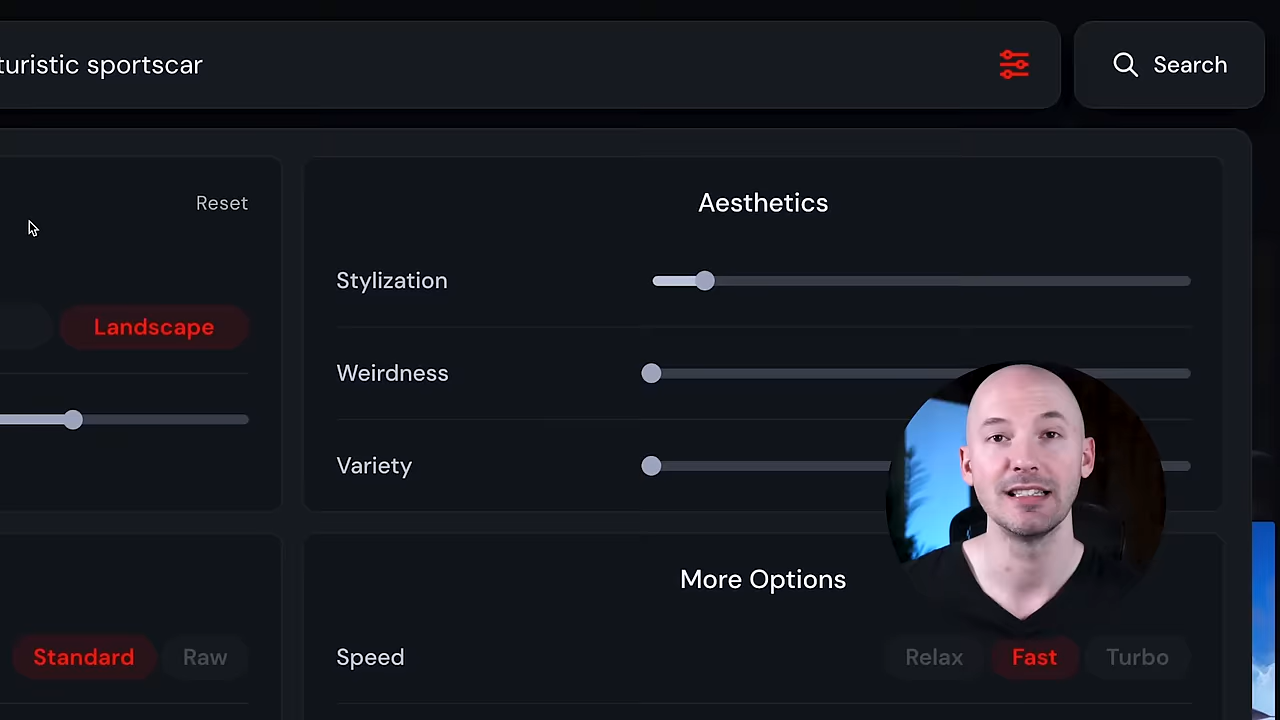 turistic sportscar
Search
Reset
Landscape
Aesthetics
Stylization
Weirdness
Variety
Standard
Raw
More Options
Speed
Relax
Fast
Turbo